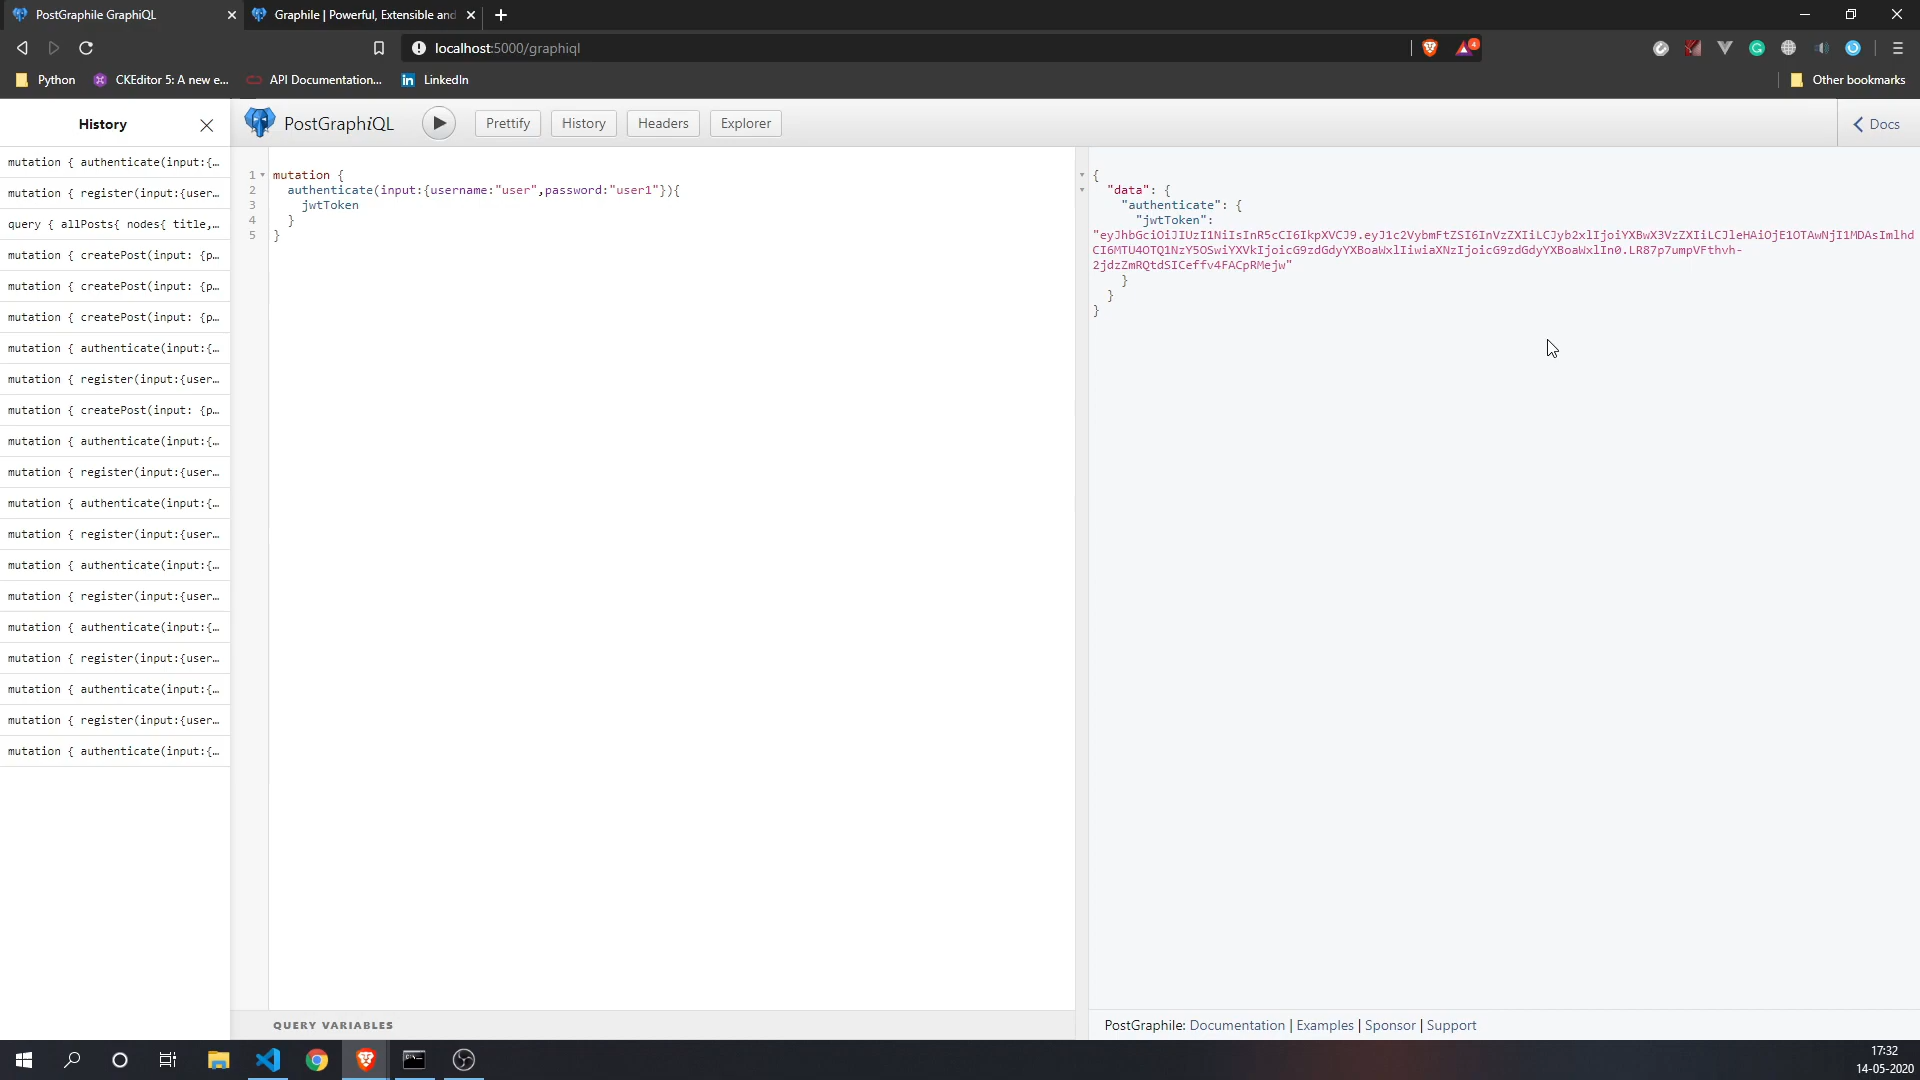 PostGraphile GraphiQL
Graphile | Powerful, Extensible and
localhost:5000/graphiql
4
Python
CKEditor 5: A new e...
API Documentation...
in LinkedIn
Other bookmarks
History
PostGraphiQL
Prettify
History
Headers
Explorer
Docs
mutation { authenticate(input:{…
mutation { register(input:{user…
query { allPosts{ nodes{ title,…
mutation { createPost(input: {p…
mutation { createPost(input: {p…
mutation { createPost(input: {p…
mutation { authenticate(input:{…
mutation { register(input:{user…
mutation { createPost(input: {p…
mutation { authenticate(input:{…
mutation { register(input:{user…
mutation { authenticate(input:{…
mutation { register(input:{user…
mutation { authenticate(input:{…
mutation { register(input:{user…
mutation { authenticate(input:{…
mutation { register(input:{user…
mutation { authenticate(input:{…
mutation { register(input:{user…
mutation { authenticate(input:{…
1 mutation {
2 authenticate(input:{username:"user",password:"user1"}){
3 jwtToken
4 }
5 }
{
"data": {
"authenticate": {
"jwtToken":
}
}
}
QUERY VARIABLES
PostGraphile: Documentation | Examples | Sponsor | Support
17:32
14-05-2020